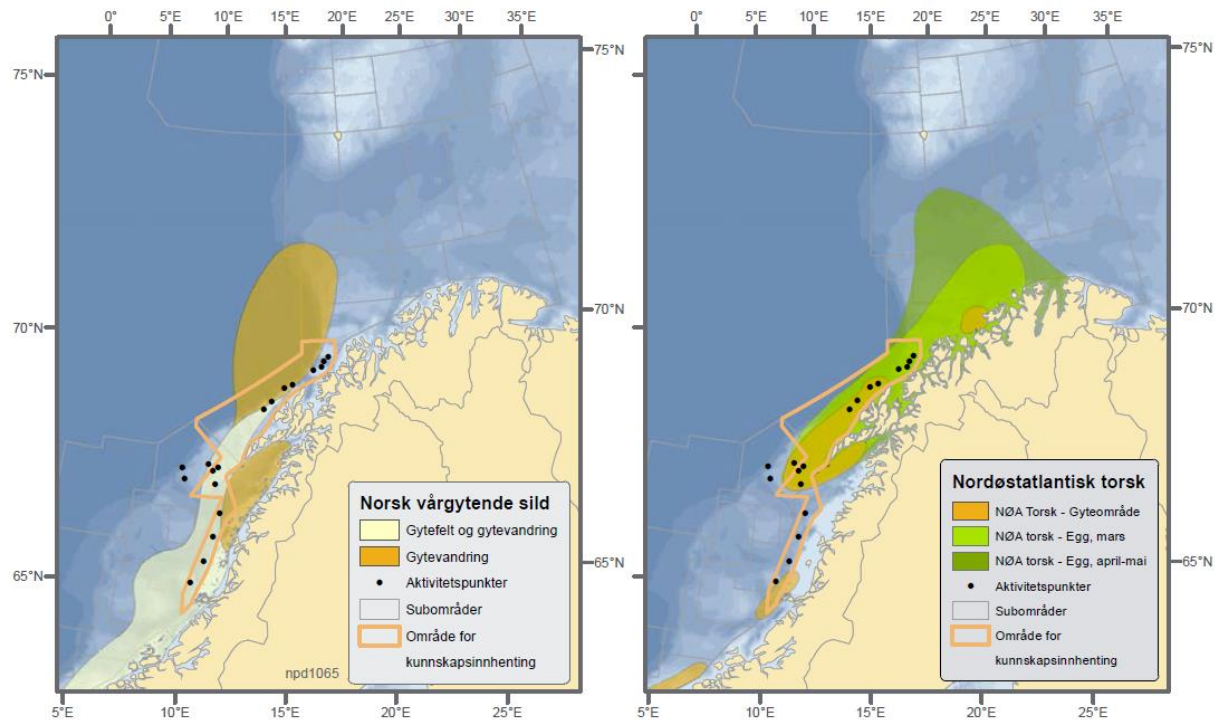 0° 5°E 10°E 15°E 20°E 25°E 30°E 35°E
75°N
75°N
70°N
70°N
65°N
65°N
Norsk vårgytende sild
Gytefelt og gytevandring
Gytevandring
Aktivitetspunkter
Subområder
Område for
kunnskapsinnhenting
npd1065
5°E 10°E 15°E 20°E 25°E
0° 5°E 10°E 15°E 20°E 25°E 30°E 35°E
75°N
75°N
70°N
70°N
65°N
65°N
Nordøstatlantisk torsk
NØA Torsk - Gyteområde
NØA torsk - Egg, mars
NØA torsk - Egg, april-mai
Aktivitetspunkter
Subområder
Område for
kunnskapsinnhenting
5°E 10°E 15°E 20°E 25°E